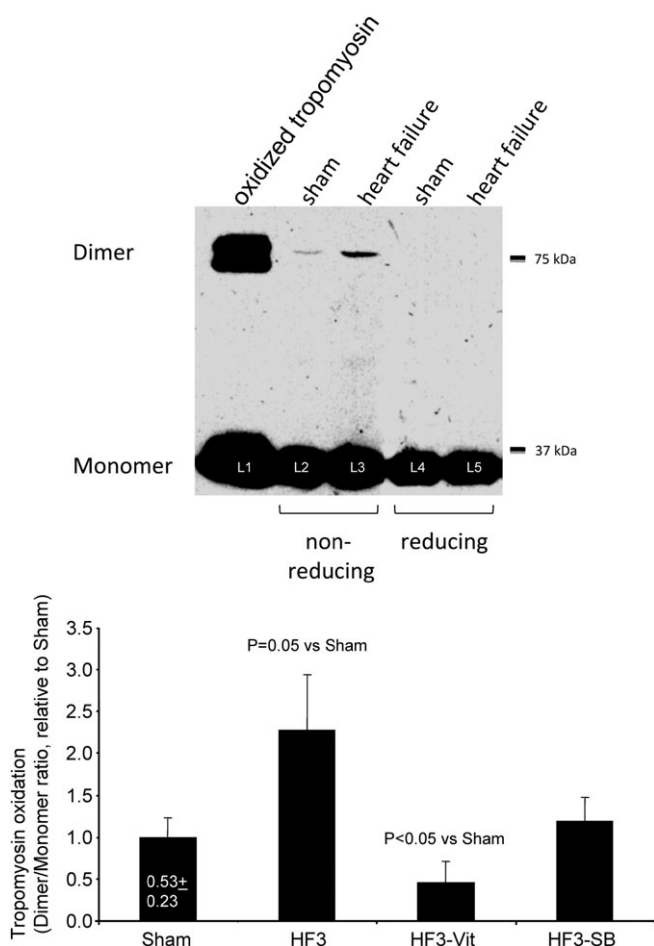 oxidized tropomyosin
sham
heart failure
sham
heart failure
Dimer
75 kDa
37 kDa
Monomer
L1 L2 L3 L4 L5
non-
reducing
reducing
Tropomyosin oxidation
(Dimer/Monomer ratio, relative to Sham)
3.5
3.0
2.5
2.0
1.5
1.0
0.5
0.0
P=0.05 vs Sham
P<0.05 vs Sham
0.53±
0.23
Sham HF3 HF3-Vit HF3-SB